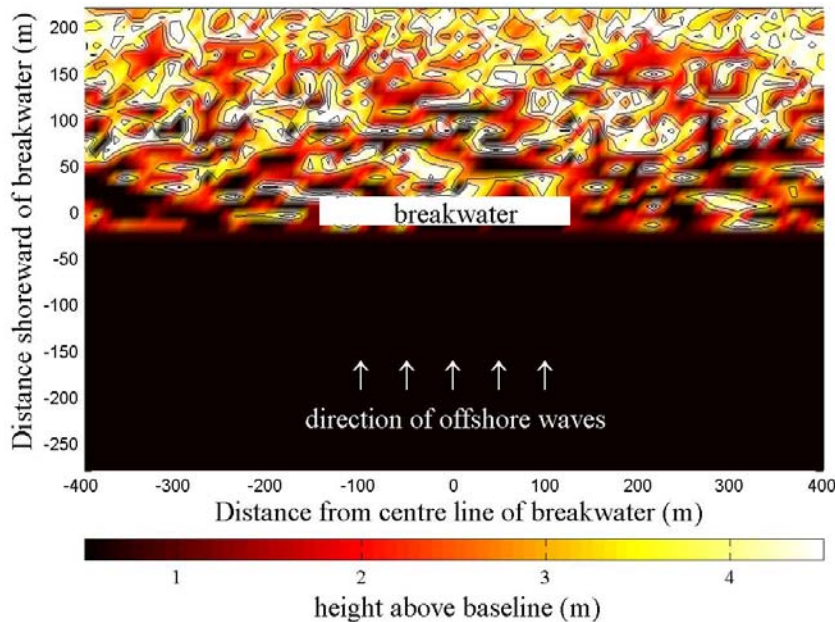 200
150
100
50
0
-50
-100
-150
-200
-250
Distance shoreward of breakwater (m)
breakwater
direction of offshore waves
-400 -300 -200 -100 0 100 200 300 400
Distance from centre line of breakwater (m)
1 2 3 4
height above baseline (m)